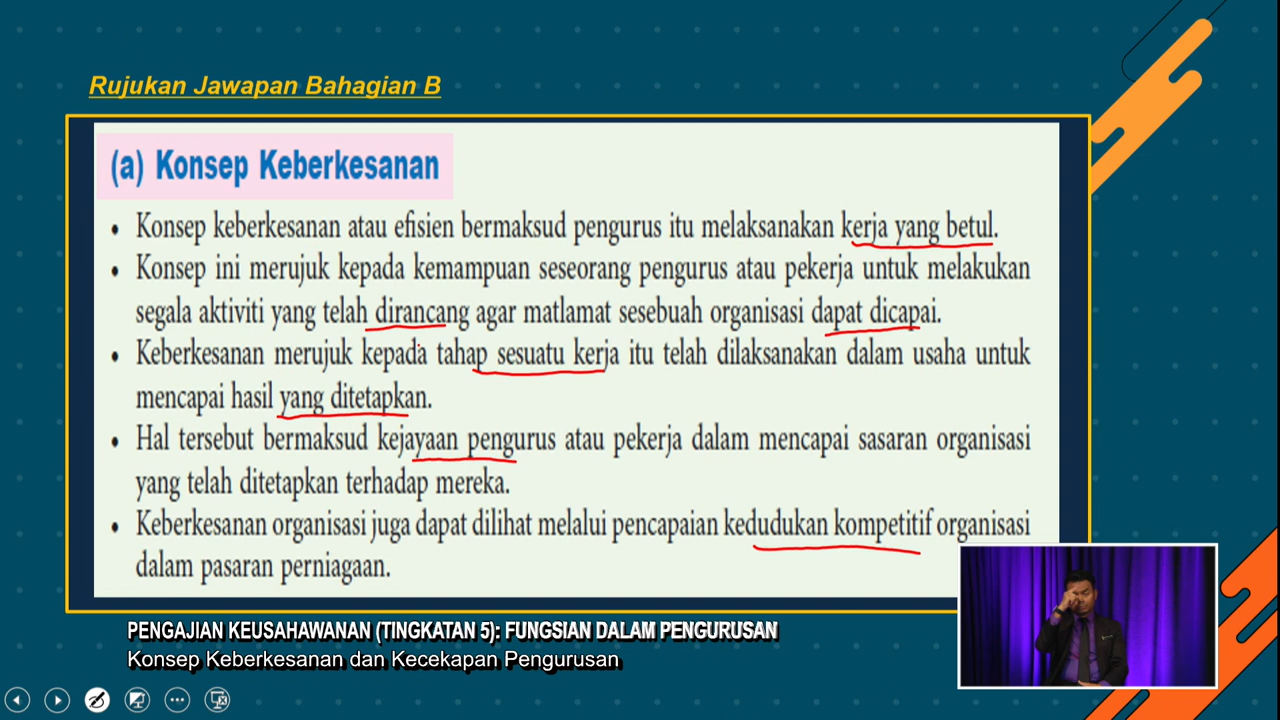 Rujukan Jawapan Bahagian B
(a) Konsep Keberkesanan
• Konsep keberkesanan atau efisien bermaksud pengurus itu melaksanakan kerja yang betul.
• Konsep ini merujuk kepada kemampuan seseorang pengurus atau pekerja untuk melakukan
segala aktiviti yang telah dirancang agar matlamat sesebuah organisasi dapat dicapai.
• Keberkesanan merujuk kepada tahap sesuatu kerja itu telah dilaksanakan dalam usaha untuk
mencapai hasil yang ditetapkan.
• Hal tersebut bermaksud kejayaan pengurus atau pekerja dalam mencapai sasaran organisasi
yang telah ditetapkan terhadap mereka.
• Keberkesanan organisasi juga dapat dilihat melalui pencapaian kedudukan kompetitif organisasi
dalam pasaran perniagaan.
PENGAJIAN KEUSAHAWANAN (TINGKATAN 5): FUNGSIAN DALAM PENGURUSAN
Konsep Keberkesanan dan Kecekapan Pengurusan